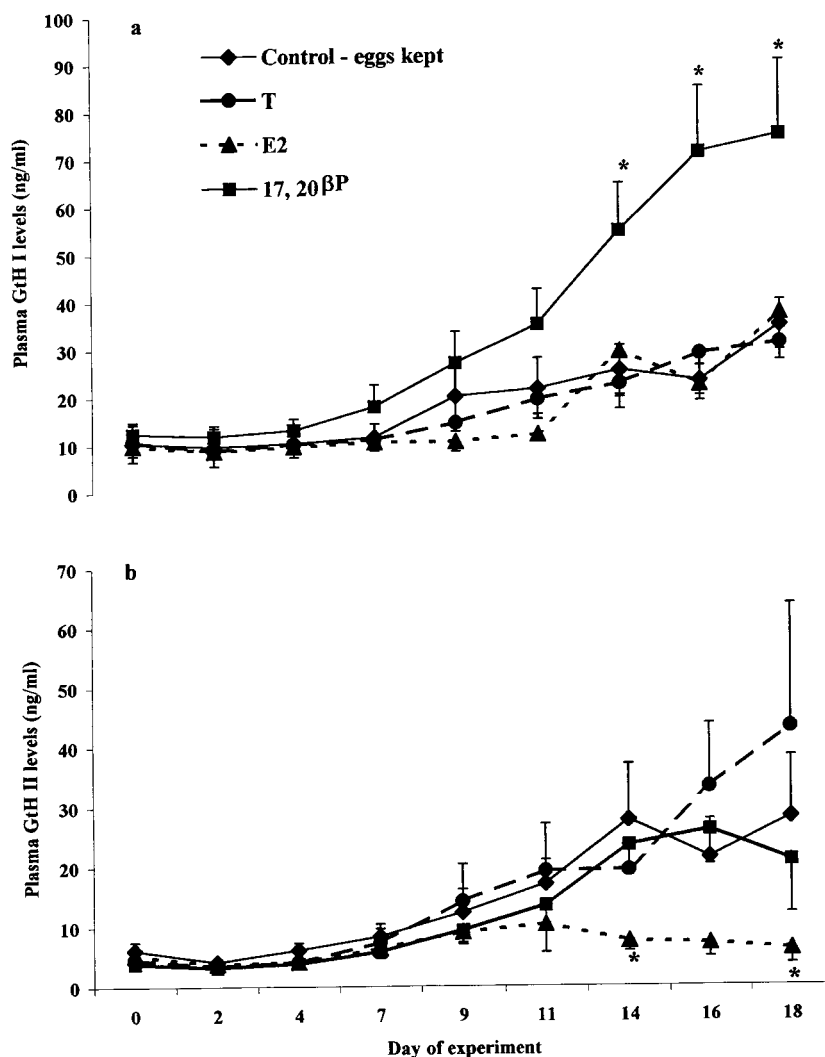 a
Control - eggs kept
T
E2
17, 20βP
Plasma GtH I levels (ng/ml)
100
90
80
70
60
50
40
30
20
10
0
*
*
*
b
Plasma GtH II levels (ng/ml)
70
60
50
40
30
20
10
0
*
*
0 2 4 7 9 11 14 16 18
Day of experiment